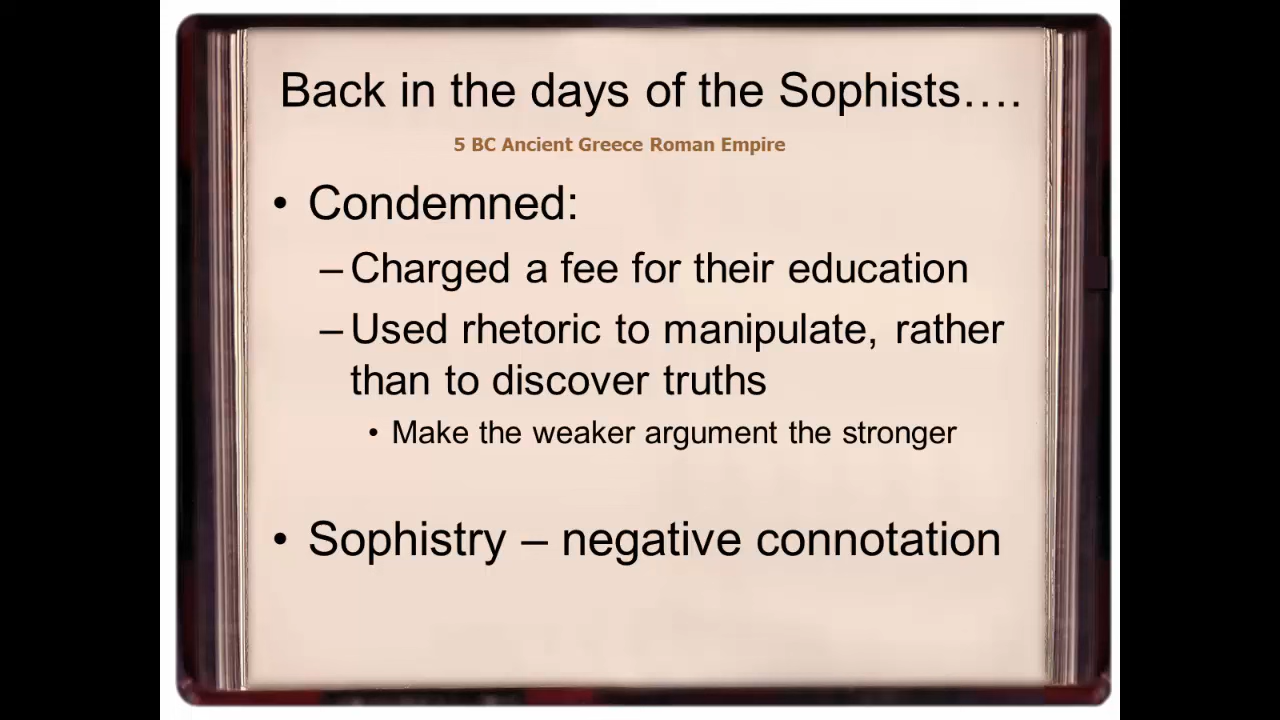 Back in the days of the Sophists….
5 BC Ancient Greece Roman Empire
• Condemned:
– Charged a fee for their education
– Used rhetoric to manipulate, rather
than to discover truths
• Make the weaker argument the stronger
• Sophistry – negative connotation